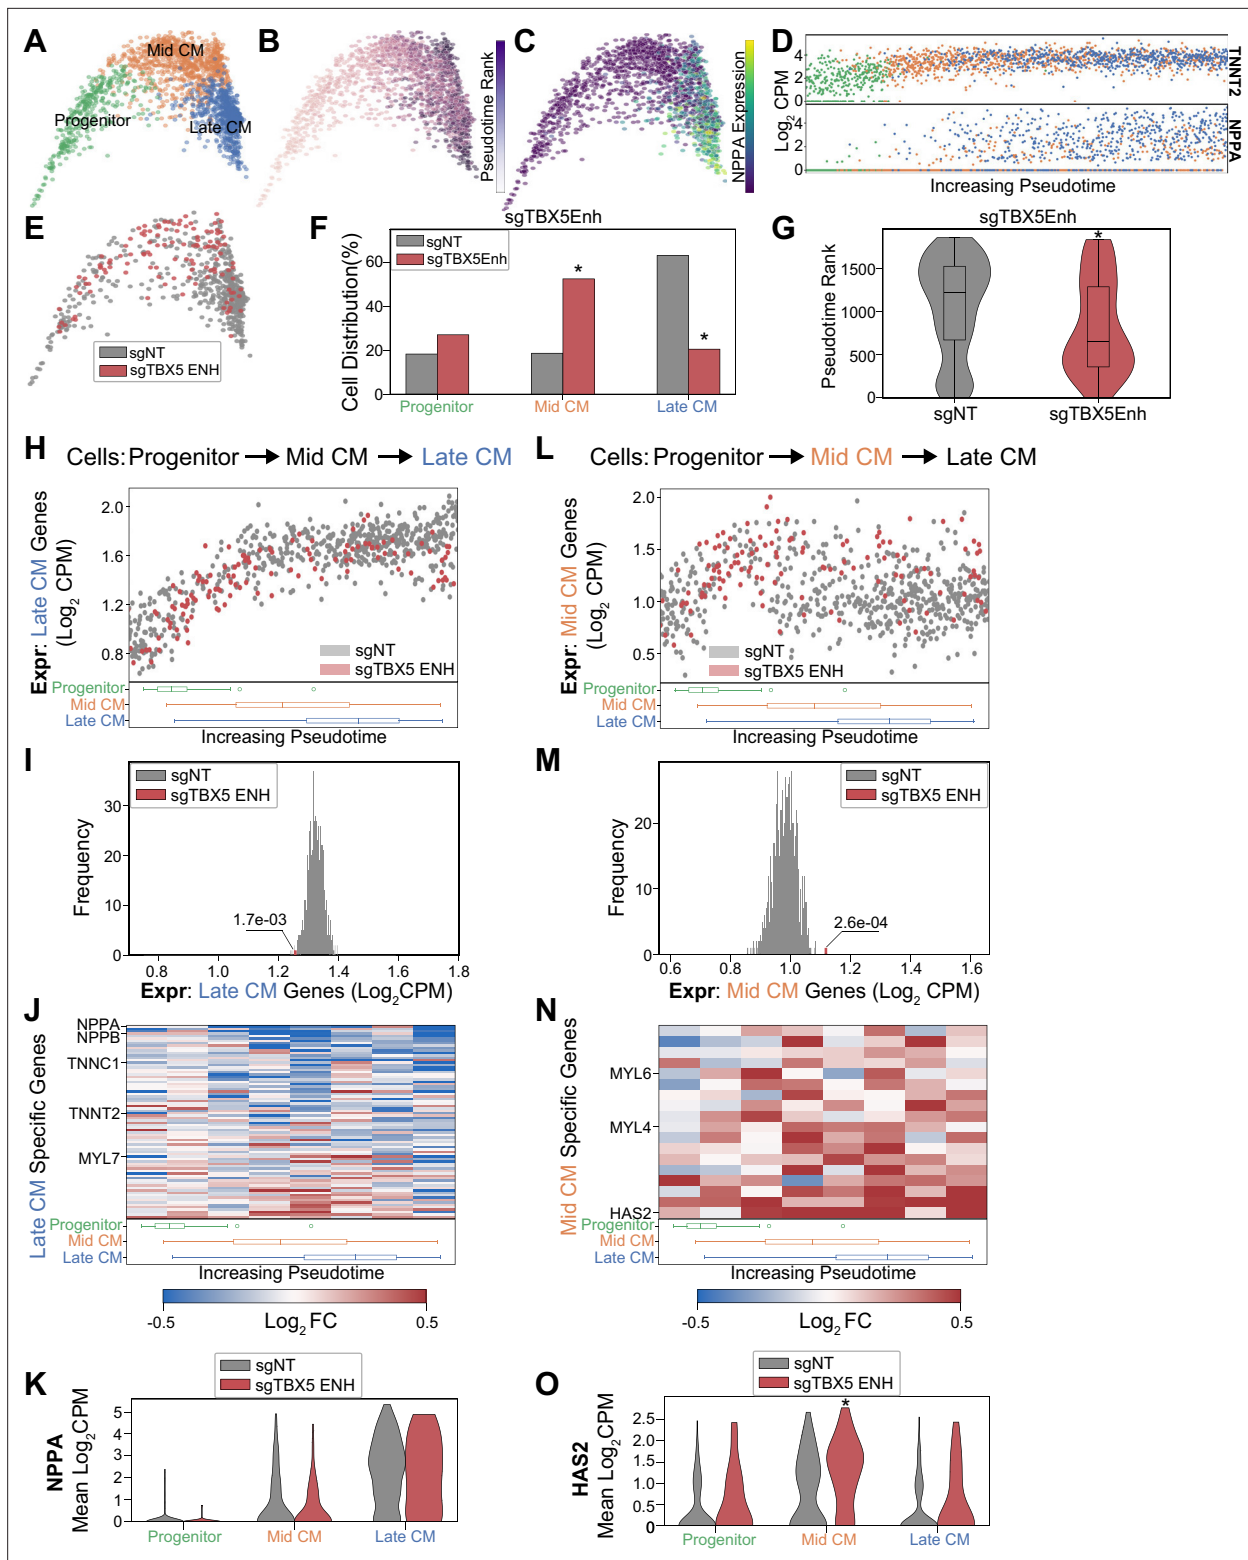 A
Mid CM
Progenitor
Late CM
B
Pseudotime Rank
C
NPPA Expression
D
Log2 CPM
4
2
0
TNNT2
4
2
0
NPPA
Increasing Pseudotime
E
sgNT
sgTBX5 ENH
F
sgTBX5Enh
sgNT
sgTBX5Enh
Cell Distribution(%)
60
40
20
0
*
*
Progenitor
Mid CM
Late CM
G
sgTBX5Enh
Pseudotime Rank
1500
1000
500
0
*
sgNT
sgTBX5Enh
H
Cells: Progenitor → Mid CM → Late CM
Expr: Late CM Genes
(Log2 CPM)
2.0
1.6
1.2
0.8
sgNT
sgTBX5 ENH
Progenitor
Mid CM
Late CM
Increasing Pseudotime
L
Cells: Progenitor → Mid CM → Late CM
Expr: Mid CM Genes
(Log2 CPM)
2.0
1.5
1.0
0.5
sgNT
sgTBX5 ENH
Progenitor
Mid CM
Late CM
Increasing Pseudotime
I
sgNT
sgTBX5 ENH
Frequency
30
20
10
0
1.7e-03
0.8 1.0 1.2 1.4 1.6 1.8
Expr: Late CM Genes (Log2CPM)
M
sgNT
sgTBX5 ENH
Frequency
20
10
0
2.6e-04
0.6 0.8 1.0 1.2 1.4 1.6
Expr: Mid CM Genes (Log2 CPM)
J
Late CM Specific Genes
NPPA
NPPB
TNNC1
TNNT2
MYL7
Progenitor
Mid CM
Late CM
Increasing Pseudotime
-0.5 0.5
Log2 FC
N
Mid CM Specific Genes
MYL6
MYL4
HAS2
Progenitor
Mid CM
Late CM
Increasing Pseudotime
-0.5 0.5
Log2 FC
K
sgNT
sgTBX5 ENH
NPPA
Mean Log2CPM
5
4
3
2
1
0
Progenitor
Mid CM
Late CM
O
sgNT
sgTBX5 ENH
HAS2
Mean Log2CPM
2.5
2.0
1.5
1.0
0.5
0
*
Progenitor
Mid CM
Late CM